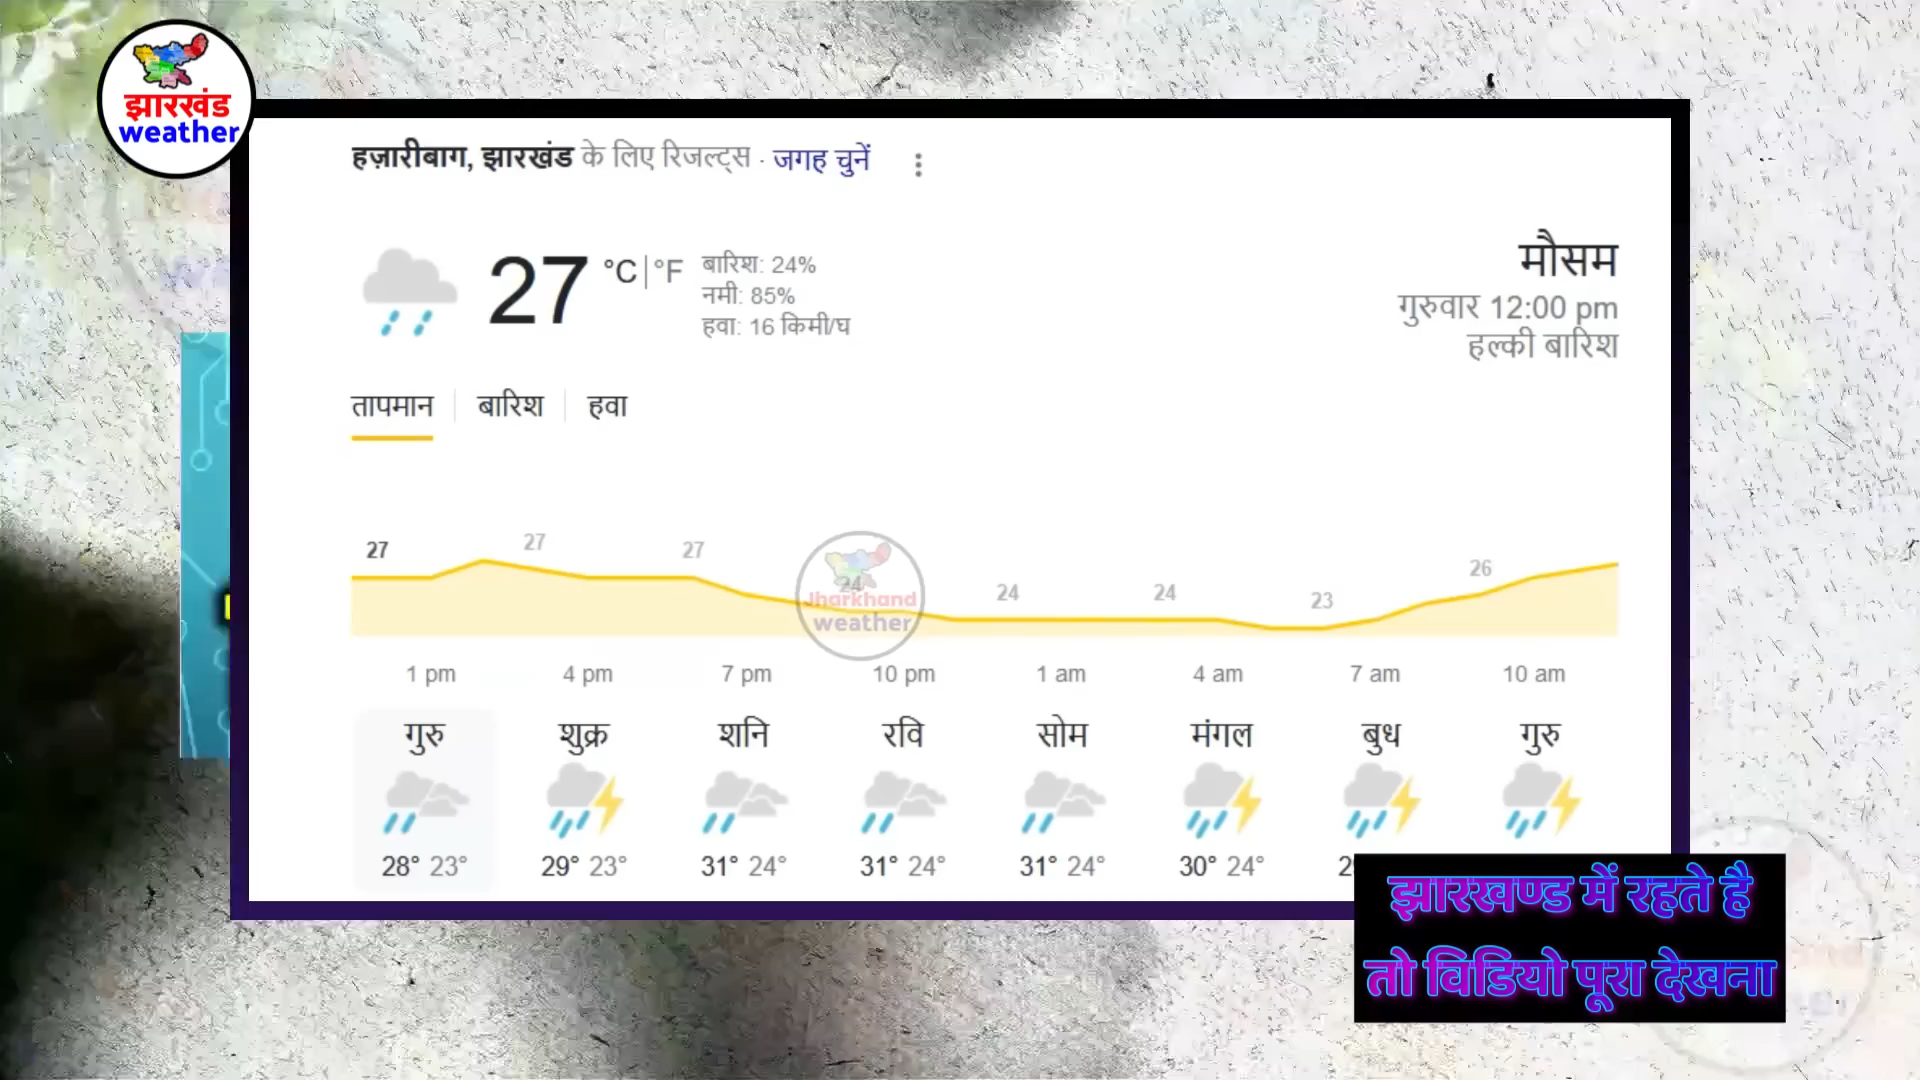 झारखंड
weather
हज़ारीबाग, झारखंड के लिए रिजल्ट्स · जगह चुनें
27 °C | °F
बारिश: 24%
नमी: 85%
हवा: 16 किमी/घ
मौसम
गुरुवार 12:00 pm
हल्की बारिश
तापमान बारिश हवा
27 27 27 24 24 24 23 26
Jharkhand
weather
1 pm 4 pm 7 pm 10 pm 1 am 4 am 7 am 10 am
गुरु शुक्र शनि रवि सोम मंगल बुध गुरु
28° 23° 29° 23° 31° 24° 31° 24° 31° 24° 30° 24°
झारखण्ड में रहते है
तो विडियो पूरा देखना